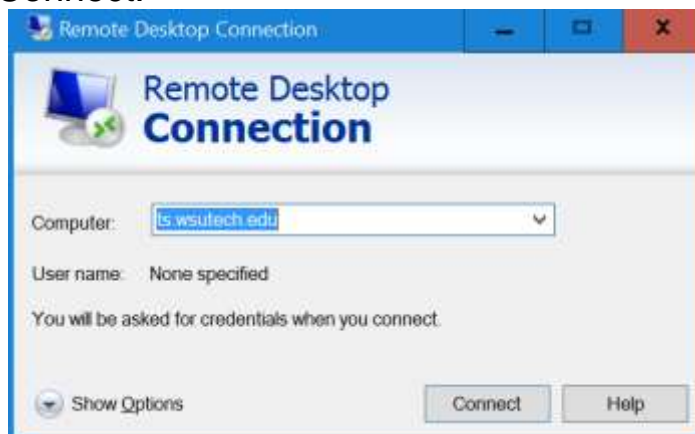 Connect.
Remote Desktop Connection
Remote Desktop
Connection
Computer: ts.wsutech.edu
User name: None specified
You will be asked for credentials when you connect.
Show Options Connect Help